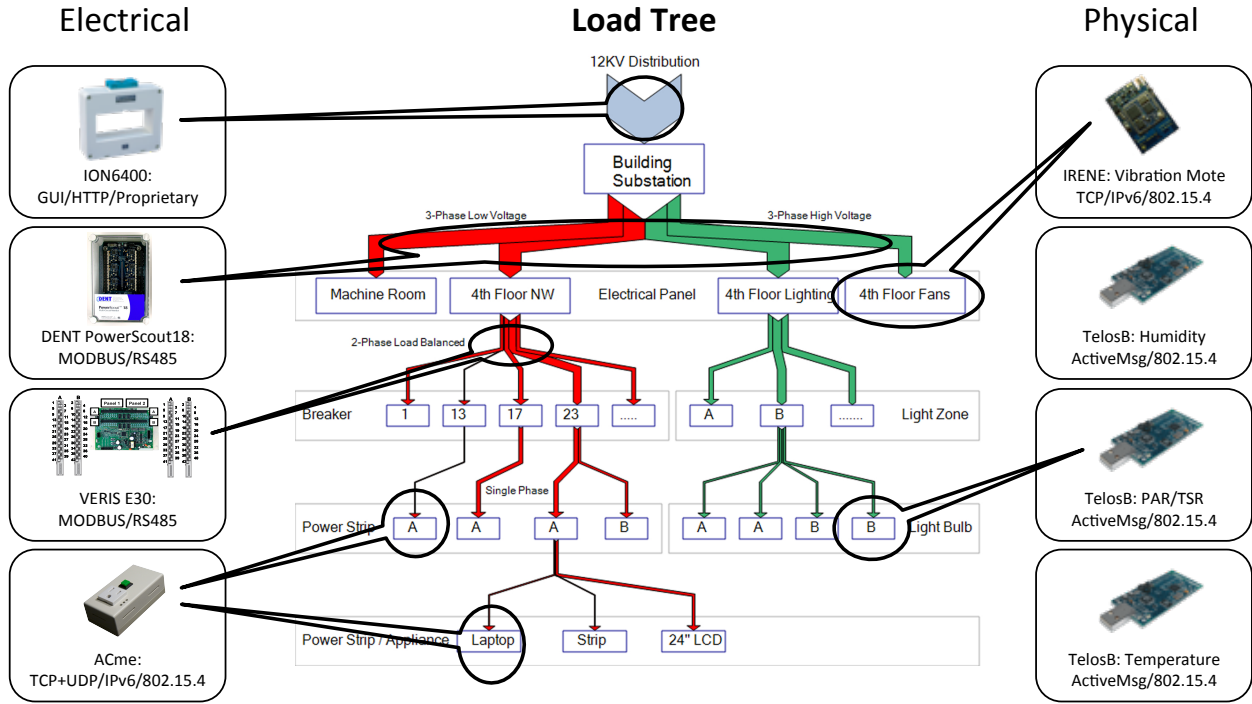 Electrical
Load Tree
Physical
12KV Distribution
ION6400:
GUI/HTTP/Proprietary
Building
Substation
IRENE: Vibration Mote
TCP/IPv6/802.15.4
3-Phase Low Voltage
3-Phase High Voltage
DENT
DENT PowerScout18:
MODBUS/RS485
Machine Room
4th Floor NW
Electrical Panel
4th Floor Lighting
4th Floor Fans
TelosB: Humidity
ActiveMsg/802.15.4
2-Phase Load Balanced
A B Panel 1 Panel 2 A B
VERIS E30:
MODBUS/RS485
Breaker
1
13
17
23
.....
A
B
.......
Light Zone
TelosB: PAR/TSR
ActiveMsg/802.15.4
Single Phase
Power Strip
A
A
A
B
A
A
B
B
Light Bulb
ACme:
TCP+UDP/IPv6/802.15.4
Power Strip / Appliance
Laptop
Strip
24" LCD
TelosB: Temperature
ActiveMsg/802.15.4